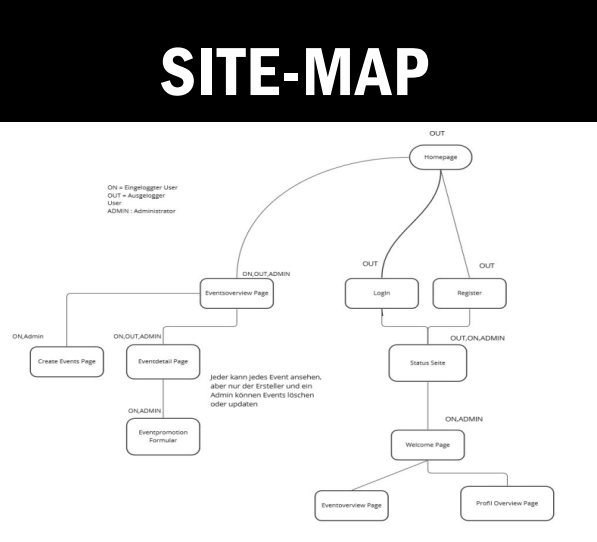 SITE-MAP
OUT
Homepage
ON = Eingeloggter User
OUT = Ausgelogger
User
ADMIN : Administrator
OUT
OUT
ON,OUT,ADMIN
Eventsoverview Page
LogIn
Register
ON,Admin
ON,OUT,ADMIN
OUT,ON,ADMIN
Create Events Page
Eventdetail Page
Status Seite
Jeder kann jedes Event ansehen,
aber nur der Ersteller und ein
Admin können Events löschen
oder updaten
ON,ADMIN
ON,ADMIN
Eventpromotion
Formular
Welcome Page
Eventoverview Page
Profil Overview Page